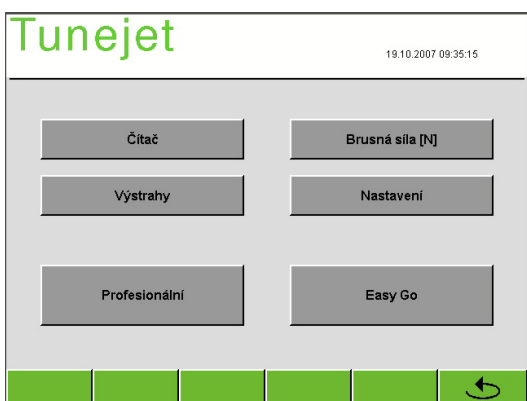 Tunejet
19.10.2007 09:35:15
Čítač
Brusná síla [N]
Výstrahy
Nastavení
Profesionální
Easy Go